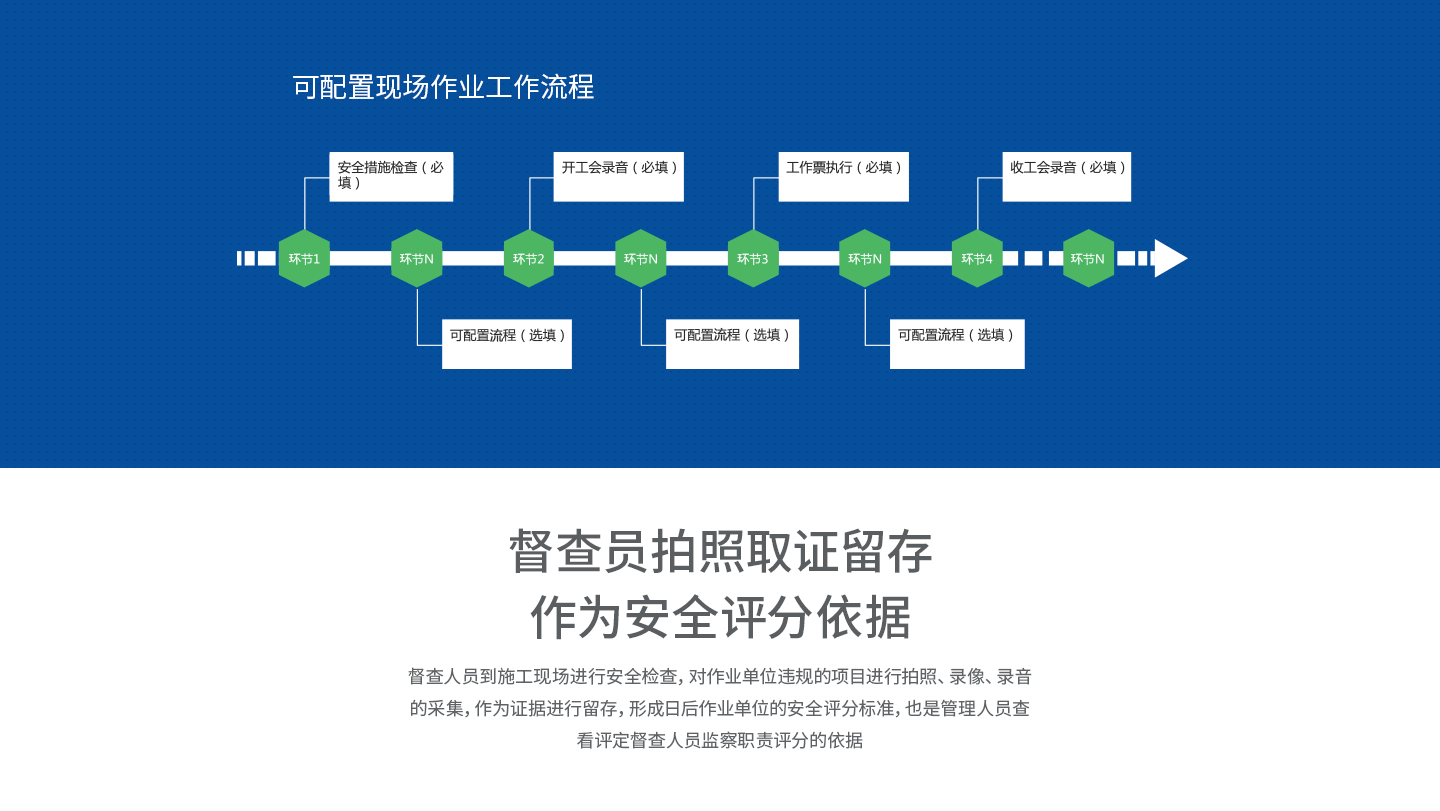 可配置现场作业工作流程
安全措施检查（必
填）
开工会录音（必填）
工作票执行（必填）
收工会录音（必填）
环节1
环节N
环节2
环节N
环节3
环节N
环节4
环节N
可配置流程（选填）
可配置流程（选填）
可配置流程（选填）
督查员拍照取证留存
作为安全评分依据
督查人员到施工现场进行安全检查，对作业单位违规的项目进行拍照、录像、录音
的采集，作为证据进行留存，形成日后作业单位的安全评分标准，也是管理人员查
看评定督查人员监察职责评分的依据